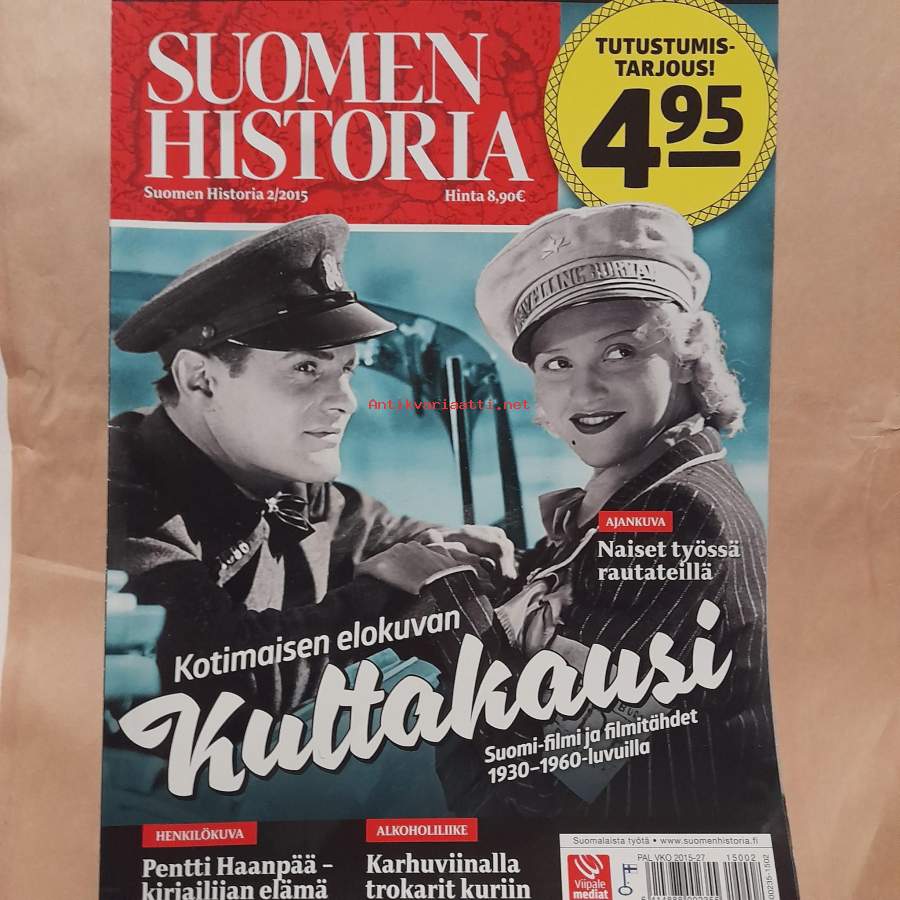 SUOMEN
HISTORIA
Suomen Historia 2/2015
Hinta 8,90€
TUTUSTUMIS-
TARJOUS!
4 95
Antikvariaatti.net
AJANKUVA
Naiset työssä
rautateillä
Kotimaisen elokuvan
Kultakausi
Suomi-filmi ja filmitähdet
1930–1960-luvuilla
HENKILÖKUVA
Pentti Haanpää –
kirjailijan elämä
ALKOHOLILIIKE
Karhuviinalla
trokarit kuriin
Suomalaista työtä • www.suomenhistoria.fi
PAL VKO 2015-27
15002
Viipale
mediat